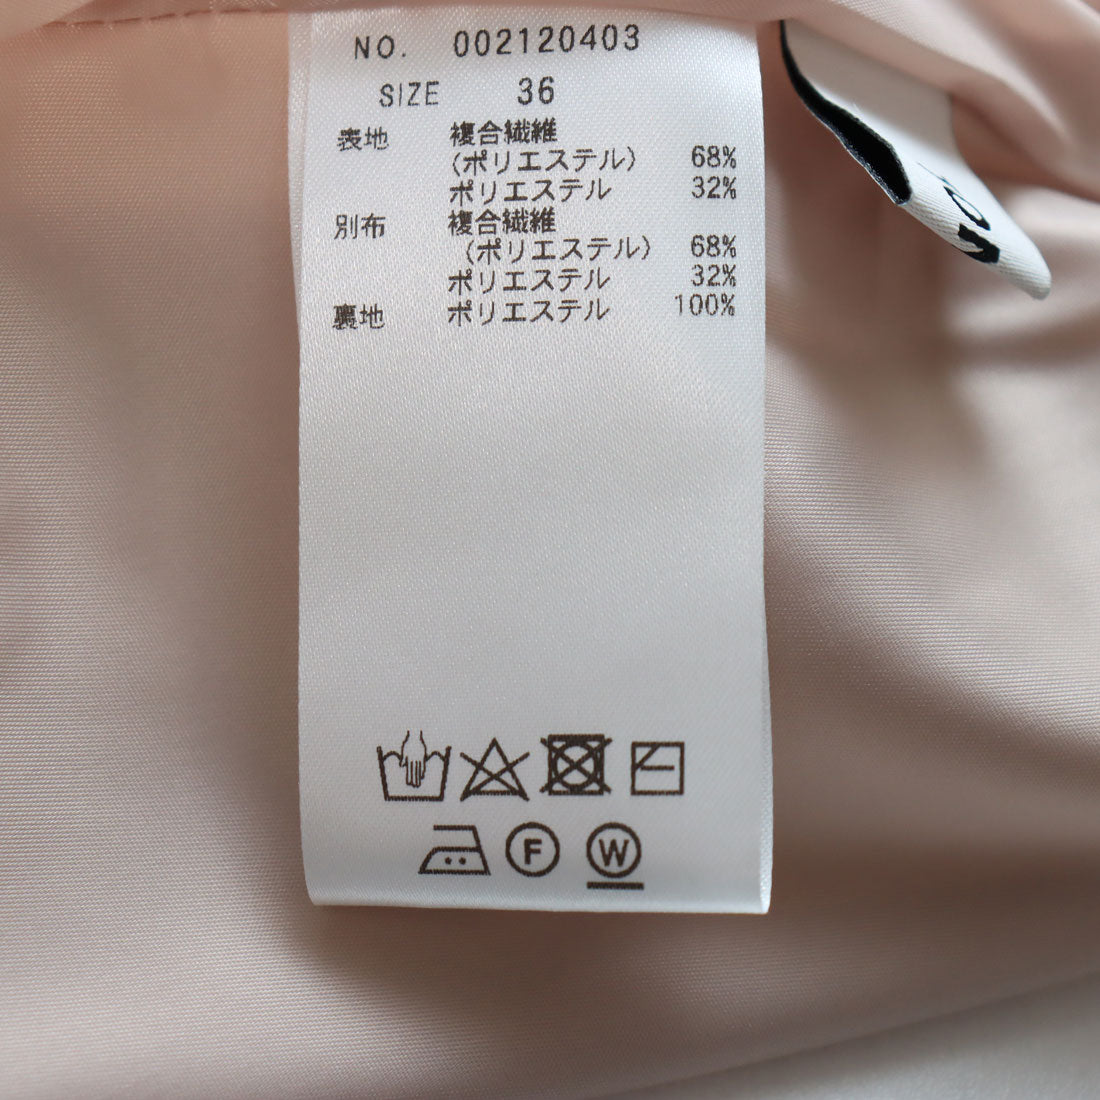 NO. 002120403
SIZE 36
表地 複合繊維
(ポリエステル) 68%
ポリエステル 32%
別布 複合繊維
(ポリエステル) 68%
ポリエステル 32%
裏地 ポリエステル 100%
F W